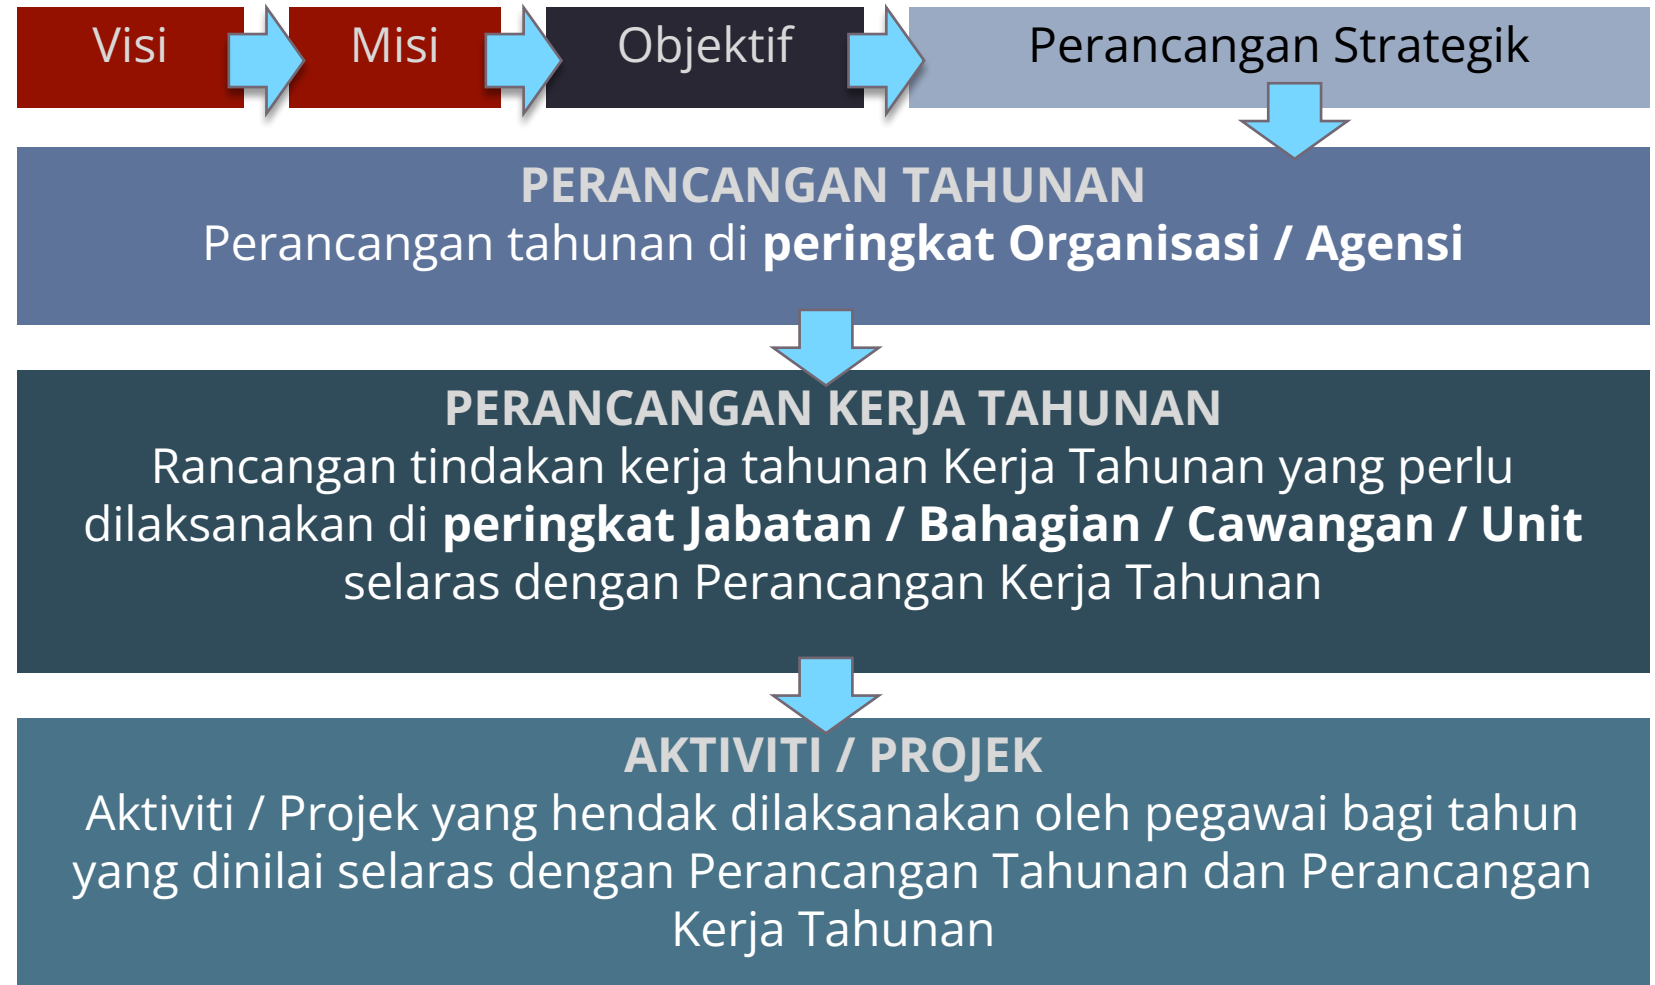 Visi
Misi
Objektif
Perancangan Strategik
PERANCANGAN TAHUNAN
Perancangan tahunan di peringkat Organisasi / Agensi
PERANCANGAN KERJA TAHUNAN
Rancangan tindakan kerja tahunan Kerja Tahunan yang perlu
dilaksanakan di peringkat Jabatan / Bahagian / Cawangan / Unit
selaras dengan Perancangan Kerja Tahunan
AKTIVITI / PROJEK
Aktiviti / Projek yang hendak dilaksanakan oleh pegawai bagi tahun
yang dinilai selaras dengan Perancangan Tahunan dan Perancangan
Kerja Tahunan